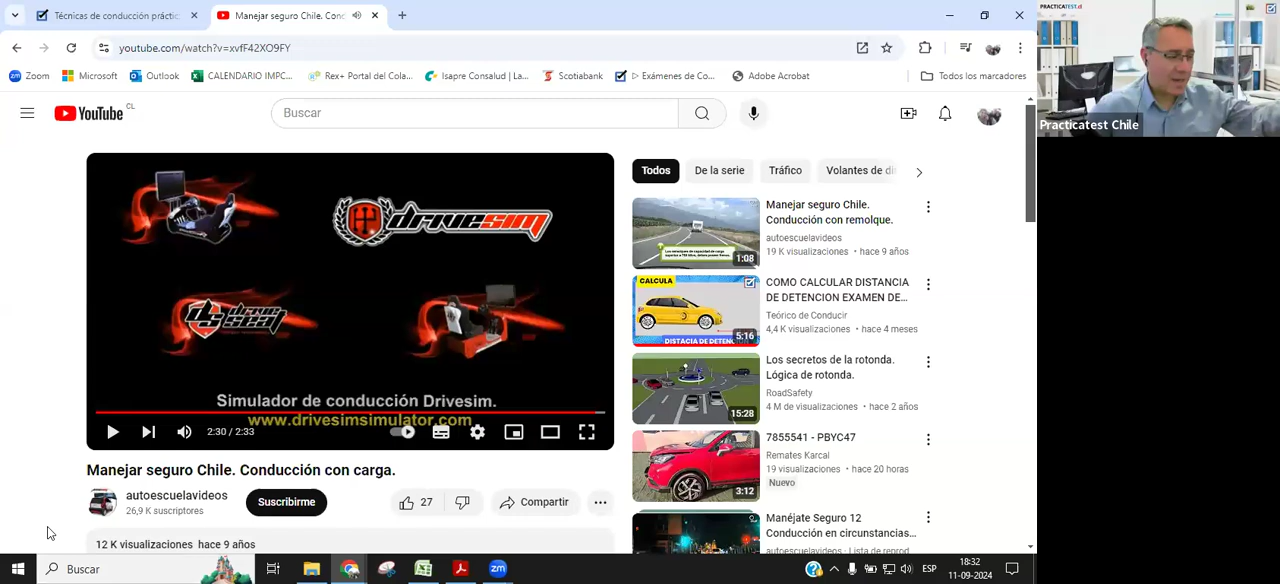 Técnicas de conducción práctic
Manejar seguro Chile. Conc
youtube.com/watch?v=xvfF42XO9FY
Zoom
Microsoft
Outlook
CALENDARIO IMPC...
Rex+ Portal del Cola...
Isapre Consalud | La...
Scotiabank
▷ Exámenes de Co...
Adobe Acrobat
Todos los marcadores
YouTube CL
Buscar
DRIVESIM
Simulador de conducción Drivesim.
www.drivesimsimulator.com
2:30 / 2:33
Manejar seguro Chile. Conducción con carga.
autoescuelavideos
26,9 K suscriptores
Suscribirme
27
Compartir
12 K visualizaciones hace 9 años
Todos
De la serie
Tráfico
Volantes de di
Manejar seguro Chile.
Conducción con remolque.
autoescuelavideos
19 K visualizaciones • hace 9 años
1:08
CALCULA
DISTACIA DE DETENC
5:16
COMO CALCULAR DISTANCIA
DE DETENCION EXAMEN DE...
Teórico de Conducir
4,4 K visualizaciones • hace 4 meses
15:28
Los secretos de la rotonda.
Lógica de rotonda.
RoadSafety
4 M de visualizaciones • hace 2 años
3:12
7855541 - PBYC47
Remates Karcal
19 visualizaciones • hace 20 horas
Nuevo
Manéjate Seguro 12
Conducción en circunstancias...
autoescuelavideos · Lista de reprod
PRACTICATEST.cl
Practicatest Chile
Buscar
zm
ESP
18:32
11-09-2024